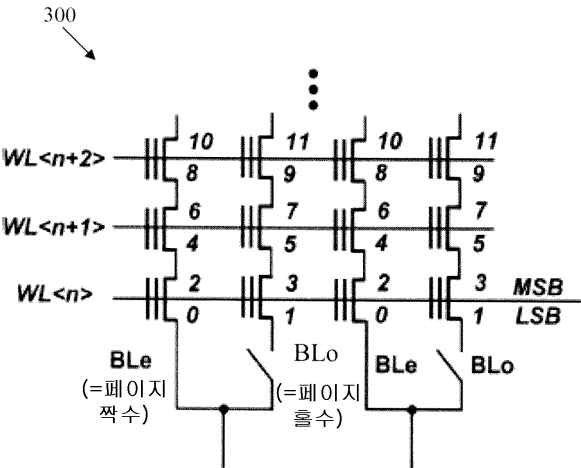 300
10 11 10 11
WL<n+2>
8 9 8 9
6 7 6 7
WL<n+1>
4 5 4 5
2 3 2 3 MSB
WL<n>
0 1 0 1 LSB
BLe BLo BLe BLo
(=페이지 (=페이지
짝수) 홀수)